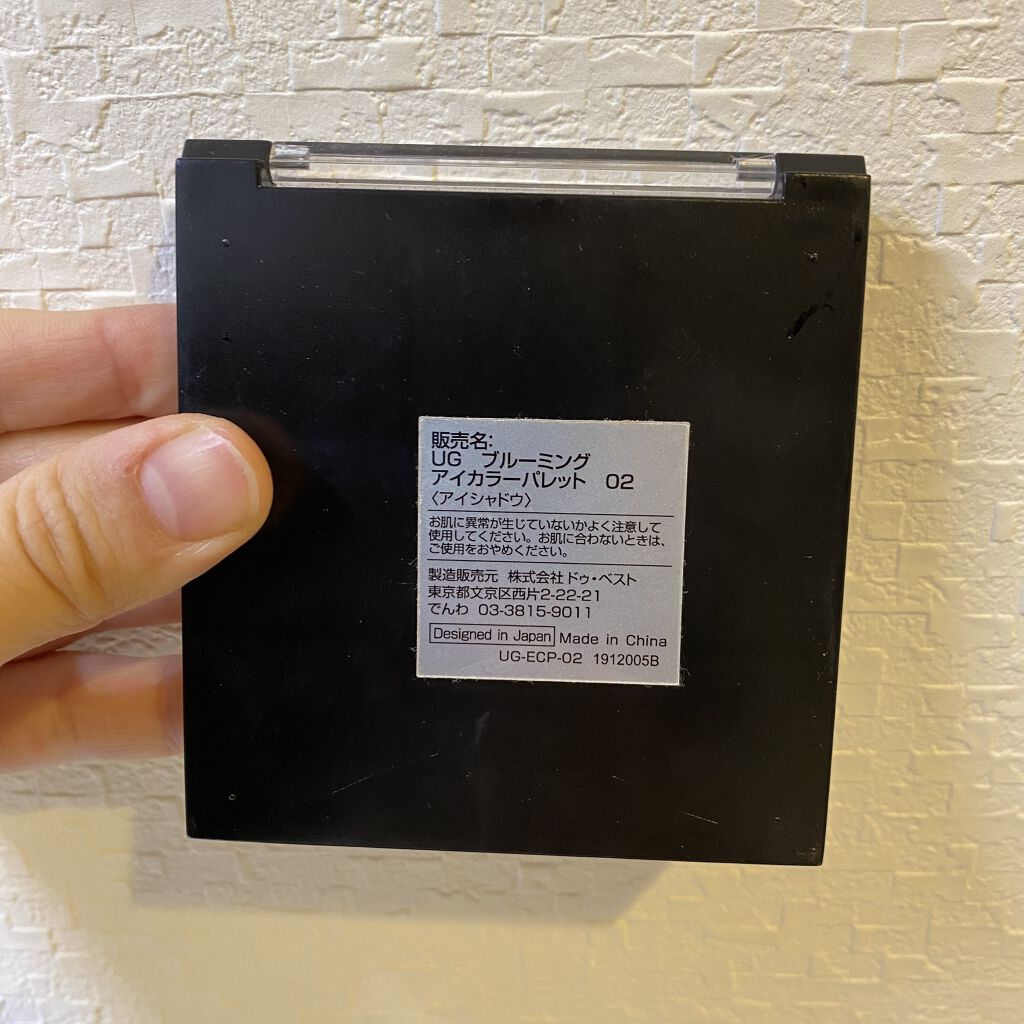 販売名:
UG ブルーミング
アイカラーパレット 02
〈アイシャドウ〉
お肌に異常が生じていないかよく注意して
使用してください。お肌に合わないときは、
ご使用をおやめください。
製造販売元 株式会社ドゥ・ベスト
東京都文京区西片2-22-21
でんわ 03-3815-9011
Designed in Japan Made in China
UG-ECP-02 1912005B